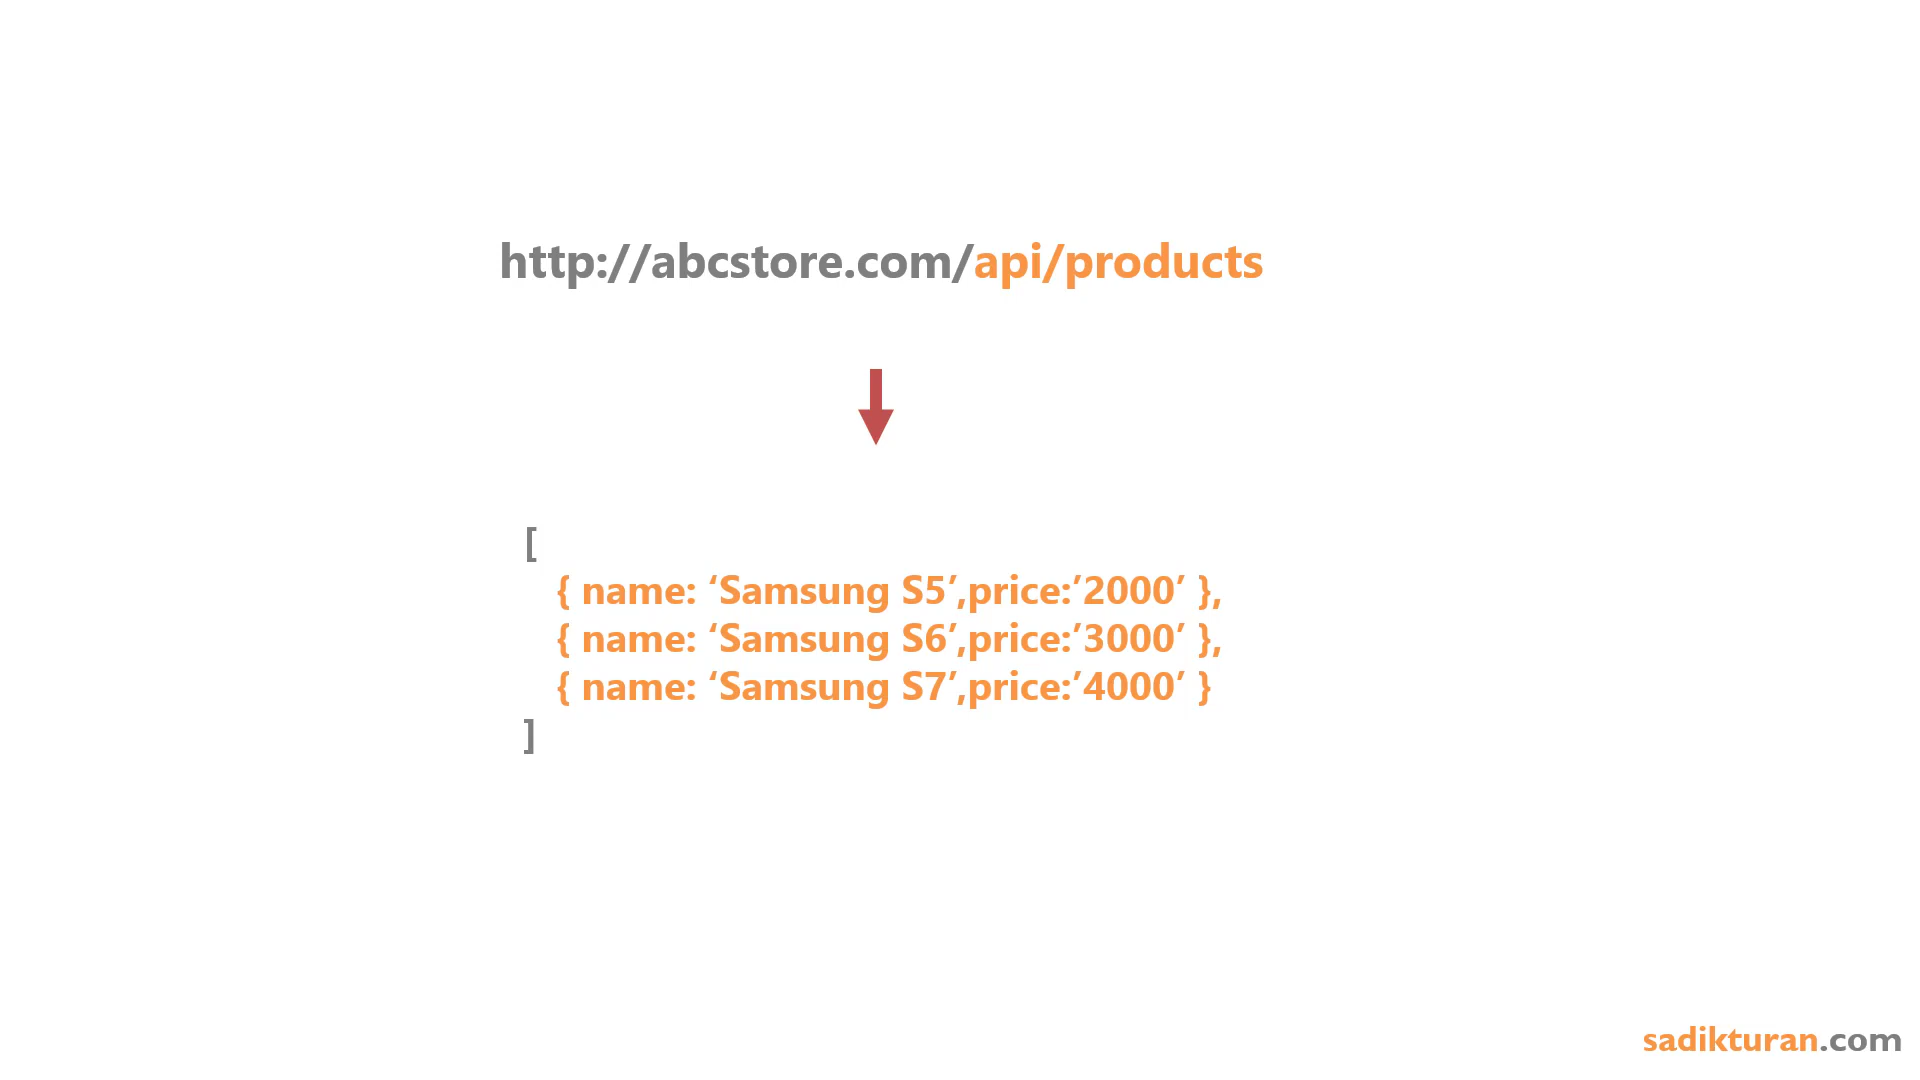 http://abcstore.com/api/products
[
{ name: ‘Samsung S5’,price:’2000’ },
{ name: ‘Samsung S6’,price:’3000’ },
{ name: ‘Samsung S7’,price:’4000’ }
]
sadikturan.com